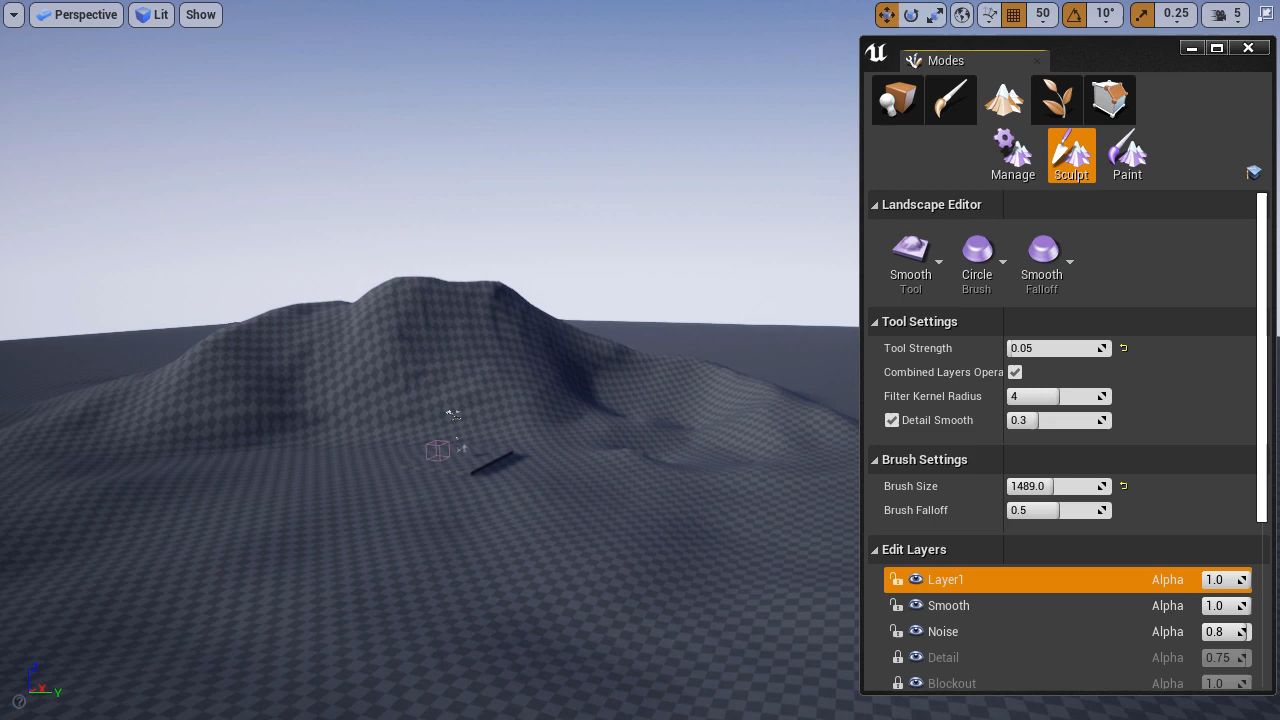 Perspective Lit Show 50 10° 0.25 5
Modes
Manage Sculpt Paint
Landscape Editor
Smooth Circle Smooth
Tool Brush Falloff
Tool Settings
Tool Strength 0.05
Combined Layers Opera
Filter Kernel Radius 4
Detail Smooth 0.3
Brush Settings
Brush Size 1489.0
Brush Falloff 0.5
Edit Layers
Layer1 Alpha 1.0
Smooth Alpha 1.0
Noise Alpha 0.8
Detail Alpha 0.75
Blockout Alpha 1.0
Z
X Y